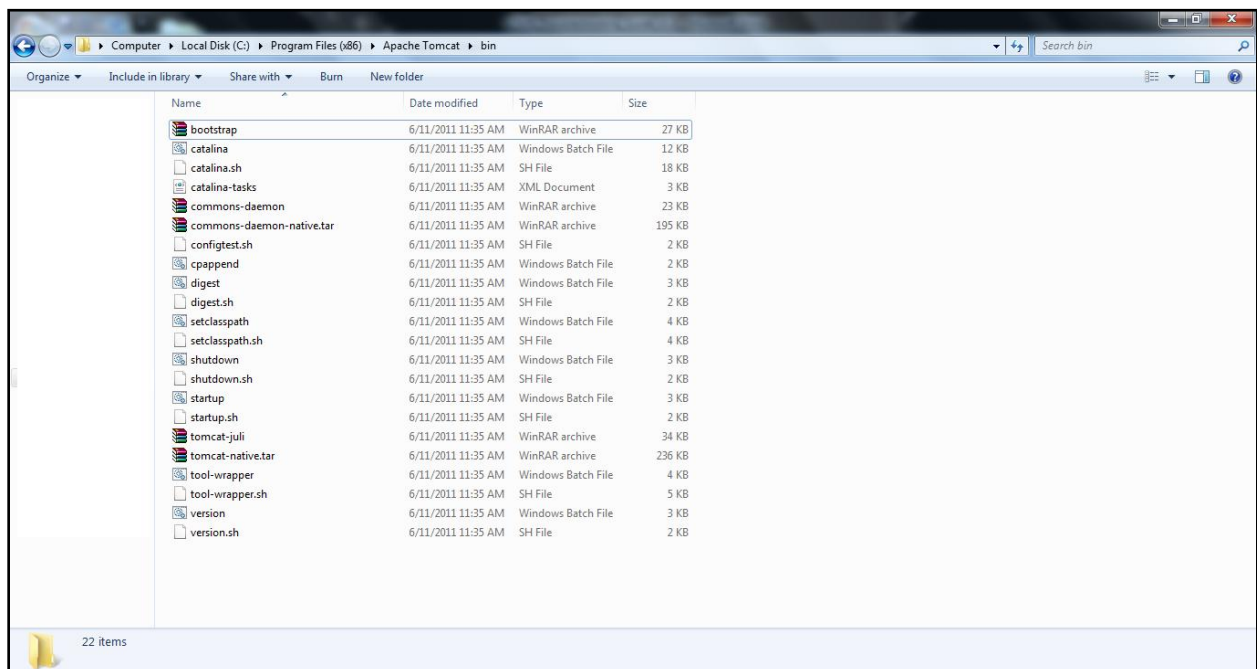 Computer ▸ Local Disk (C:) ▸ Program Files (x86) ▸ Apache Tomcat ▸ bin
Search bin
Organize Include in library Share with Burn New folder
Name Date modified Type Size
bootstrap 6/11/2011 11:35 AM WinRAR archive 27 KB
catalina 6/11/2011 11:35 AM Windows Batch File 12 KB
catalina.sh 6/11/2011 11:35 AM SH File 18 KB
catalina-tasks 6/11/2011 11:35 AM XML Document 3 KB
commons-daemon 6/11/2011 11:35 AM WinRAR archive 23 KB
commons-daemon-native.tar 6/11/2011 11:35 AM WinRAR archive 195 KB
configtest.sh 6/11/2011 11:35 AM SH File 2 KB
cpappend 6/11/2011 11:35 AM Windows Batch File 2 KB
digest 6/11/2011 11:35 AM Windows Batch File 3 KB
digest.sh 6/11/2011 11:35 AM SH File 2 KB
setclasspath 6/11/2011 11:35 AM Windows Batch File 4 KB
setclasspath.sh 6/11/2011 11:35 AM SH File 4 KB
shutdown 6/11/2011 11:35 AM Windows Batch File 3 KB
shutdown.sh 6/11/2011 11:35 AM SH File 2 KB
startup 6/11/2011 11:35 AM Windows Batch File 3 KB
startup.sh 6/11/2011 11:35 AM SH File 2 KB
tomcat-juli 6/11/2011 11:35 AM WinRAR archive 34 KB
tomcat-native.tar 6/11/2011 11:35 AM WinRAR archive 236 KB
tool-wrapper 6/11/2011 11:35 AM Windows Batch File 4 KB
tool-wrapper.sh 6/11/2011 11:35 AM SH File 5 KB
version 6/11/2011 11:35 AM Windows Batch File 3 KB
version.sh 6/11/2011 11:35 AM SH File 2 KB
22 items